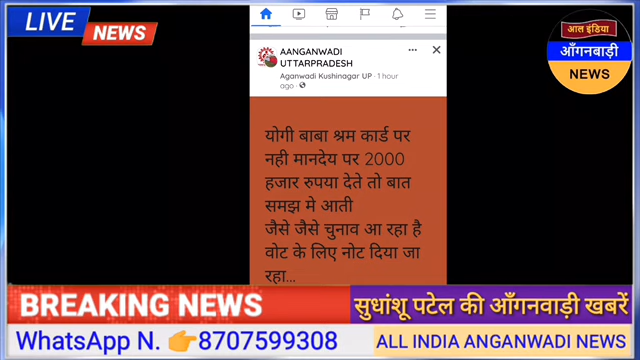 LIVE
NEWS
आल इंडिया
आँगनबाड़ी
NEWS
AANGANWADI
UTTARPRADESH
Aganwadi Kushinagar UP · 1 hour
ago ·
योगी बाबा श्रम कार्ड पर
नही मानदेय पर 2000
हजार रुपया देते तो बात
समझ मे आती
जैसे जैसे चुनाव आ रहा है
वोट के लिए नोट दिया जा
रहा...
BREAKING NEWS
सुधांशू पटेल की आँगनवाड़ी खबरें
WhatsApp N. 👉8707599308
ALL INDIA ANGANWADI NEWS